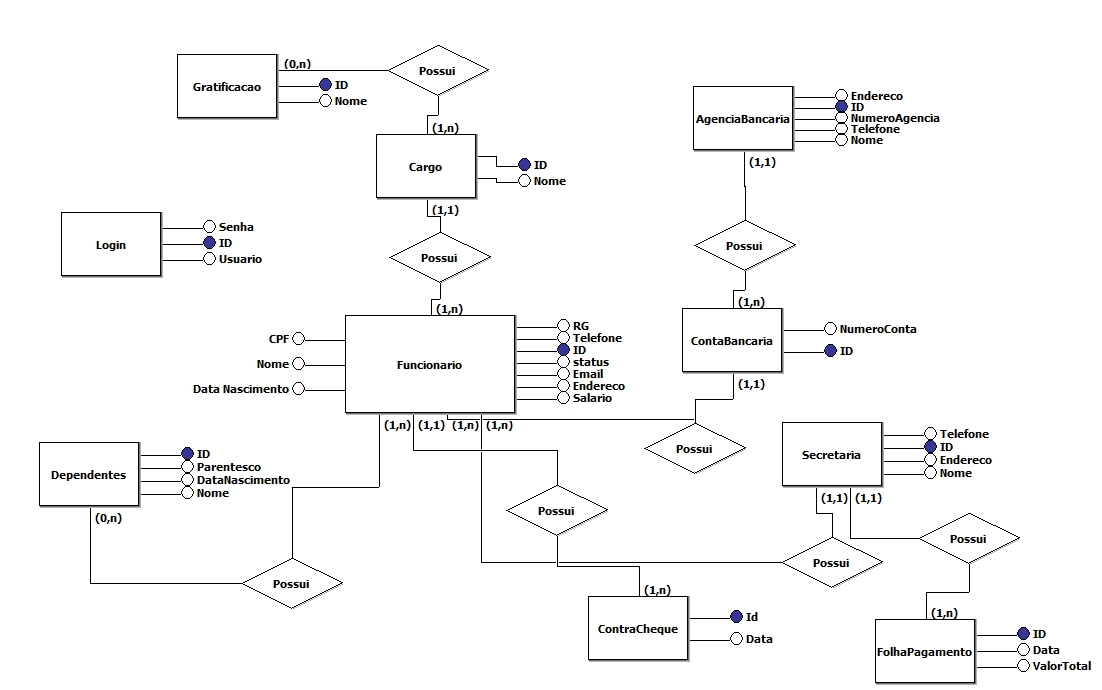 (0,n)
Possui
Gratificacao
ID
Nome
(1,n)
Cargo
ID
Nome
(1,1)
AgenciaBancaria
Endereco
ID
NumeroAgencia
Telefone
Nome
(1,1)
Login
Senha
ID
Usuario
Possui
Possui
(1,n)
(1,n)
CPF
Nome
Data Nascimento
Funcionario
RG
Telefone
ID
status
Email
Endereco
Salario
ContaBancaria
NumeroConta
ID
(1,1)
(1,n)
(1,1)
(1,n)
(1,n)
Possui
Dependentes
ID
Parentesco
DataNascimento
Nome
(0,n)
Secretaria
Telefone
ID
Endereco
Nome
(1,1)
(1,1)
Possui
Possui
Possui
Possui
(1,n)
ContraCheque
Id
Data
(1,n)
FolhaPagamento
ID
Data
ValorTotal